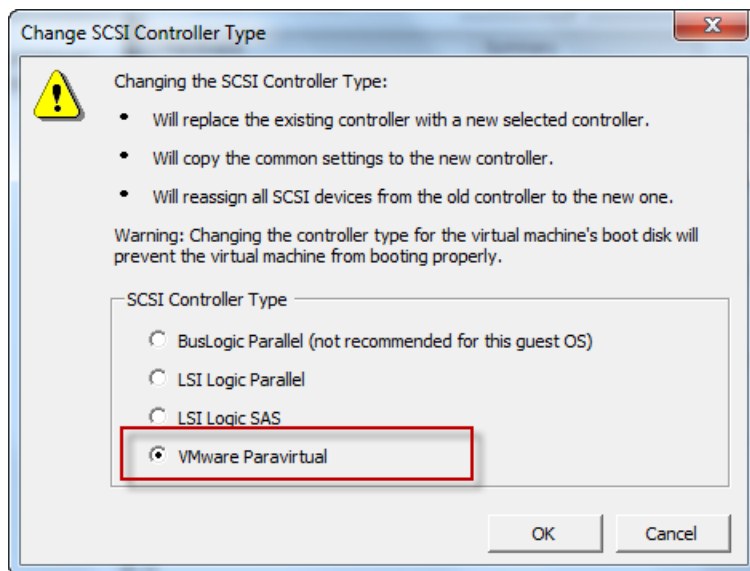 Change SCSI Controller Type
Changing the SCSI Controller Type:
• Will replace the existing controller with a new selected controller.
• Will copy the common settings to the new controller.
• Will reassign all SCSI devices from the old controller to the new one.
Warning: Changing the controller type for the virtual machine's boot disk will
prevent the virtual machine from booting properly.
SCSI Controller Type
BusLogic Parallel (not recommended for this guest OS)
LSI Logic Parallel
LSI Logic SAS
VMware Paravirtual
OK Cancel